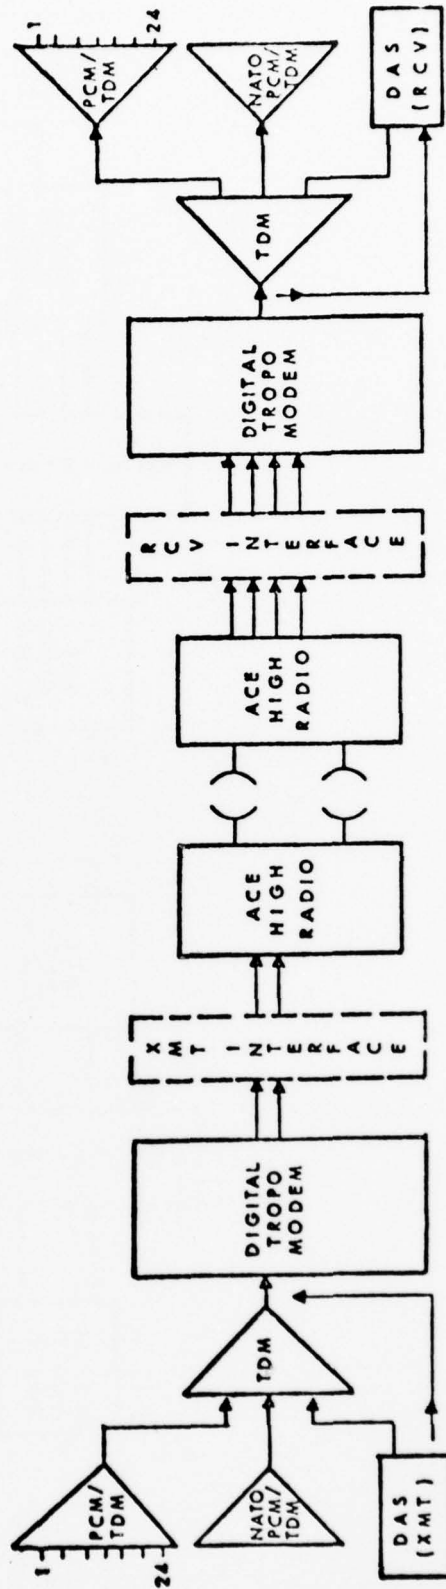 1
24
PCM/
TDM
NATO
PCM/
TDM
DAS
(XMT)
TDM
DIGITAL
TROPO
MODEM
XMT INTERFACE
ACE
HIGH
RADIO
ACE
HIGH
RADIO
RCV INTERFACE
DIGITAL
TROPO
MODEM
TDM
1
24
PCM/
TDM
NATO
PCM/
TDM
DAS
(RCV)